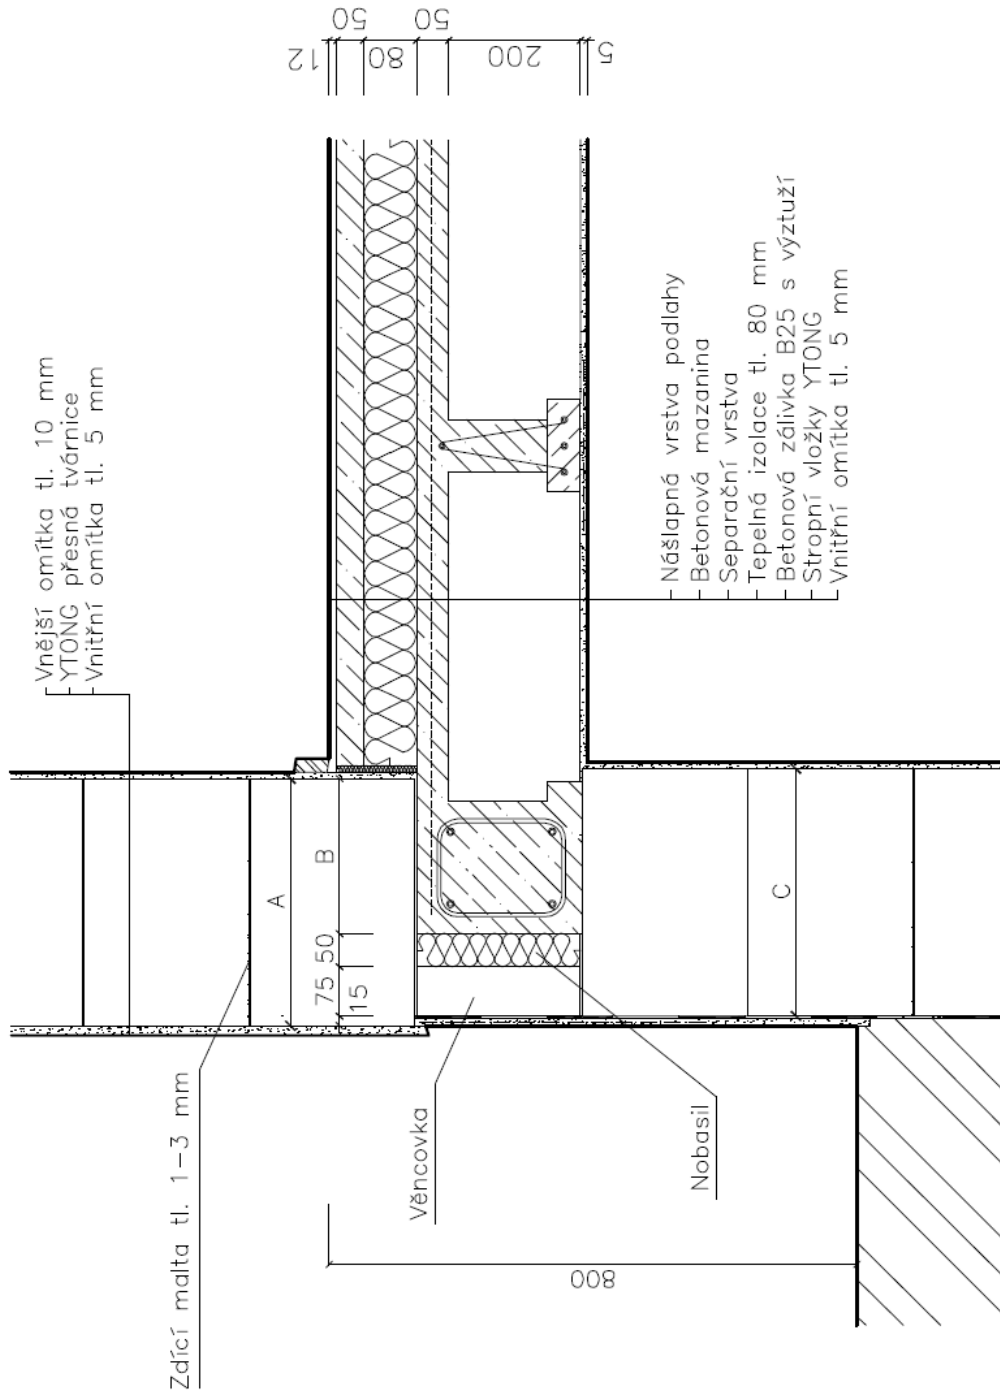 Vnější omítka tl. 10 mm
YTONG přesná tvárnice
Vnitřní omítka tl. 5 mm
Zdící malta tl. 1–3 mm
A
B
75
50
15
C
Věncovka
Nobasil
800
12
50
80
50
200
5
Nášlapná vrstva podlahy
Betonová mazanina
Separační vrstva
Tepelná izolace tl. 80 mm
Betonová zálivka B25 s výztuží
Stropní vložky YTONG
Vnitřní omítka tl. 5 mm